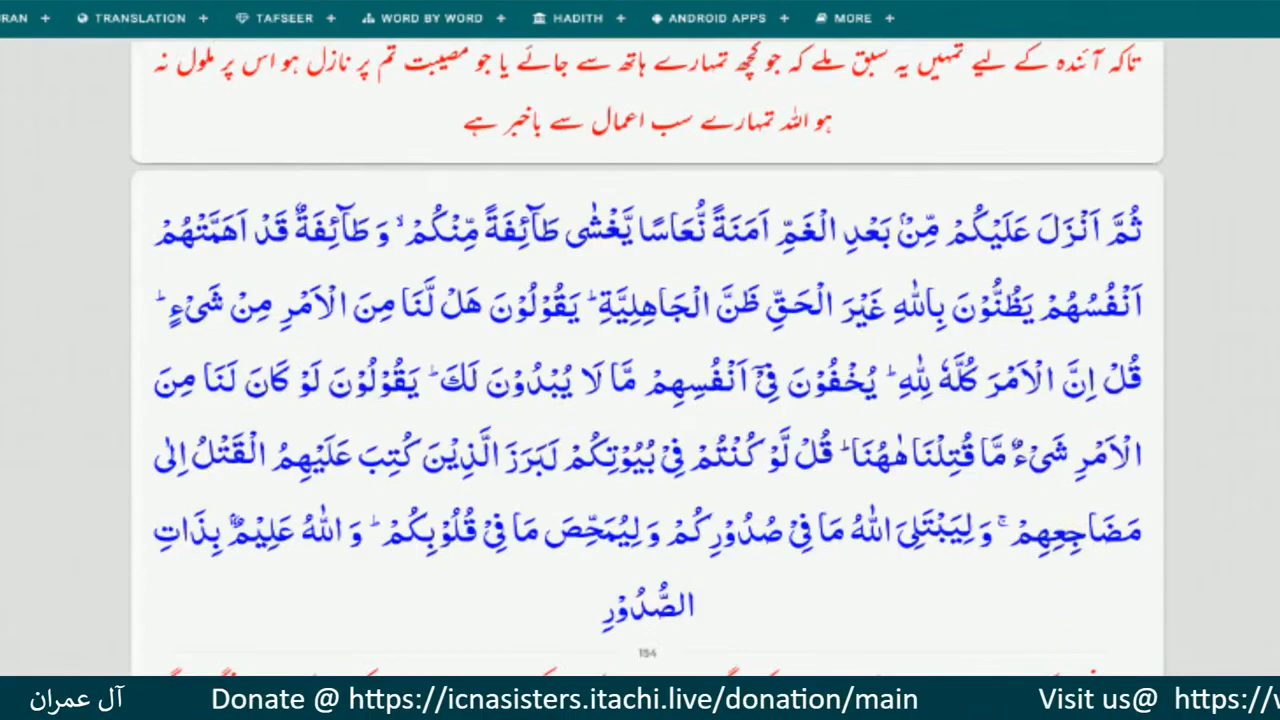 RAN + TRANSLATION + TAFSEER + WORD BY WORD + HADITH + ANDROID APPS + MORE +
تاکہ آئندہ کے لیے تمہیں یہ سبق ملے کہ جو کچھ تمہارے ہاتھ سے جائے یا جو مصیبت تم پر نازل ہو اس پر ملول نہ
ہو اللہ تمہارے سب اعمال سے باخبر ہے
ثُمَّ اَنْزَلَ عَلَیْكُمْ مِّنْۢ بَعْدِ الْغَمِّ اَمَنَةً نُّعَاسًا یَّغْشٰى طَآىٕفَةً مِّنْكُمْۙ وَ طَآىٕفَةٌ قَدْ اَهَمَّتْهُمْ
اَنْفُسُهُمْ یَظُنُّوْنَ بِاللّٰهِ غَیْرَ الْحَقِّ ظَنَّ الْجَاهِلِیَّةِؕ یَقُوْلُوْنَ هَلْ لَّنَا مِنَ الْاَمْرِ مِنْ شَیْءٍؕ
قُلْ اِنَّ الْاَمْرَ كُلَّهٗ لِلّٰهِؕ یُخْفُوْنَ فِیْۤ اَنْفُسِهِمْ مَّا لَا یُبْدُوْنَ لَكَؕ یَقُوْلُوْنَ لَوْ كَانَ لَنَا مِنَ
الْاَمْرِ شَیْءٌ مَّا قُتِلْنَا هٰهُنَاؕ قُلْ لَّوْ كُنْتُمْ فِیْ بُیُوْتِكُمْ لَبَرَزَ الَّذِیْنَ كُتِبَ عَلَیْهِمُ الْقَتْلُ اِلٰى
مَضَاجِعِهِمْۚ وَ لِیَبْتَلِیَ اللّٰهُ مَا فِیْ صُدُوْرِكُمْ وَ لِیُمَحِّصَ مَا فِیْ قُلُوْبِكُمْؕ وَ اللّٰهُ عَلِیْمٌۢ بِذَاتِ
الصُّدُوْرِ
154
آل عمران Donate @ https://icnasisters.itachi.live/donation/main Visit us@ https://